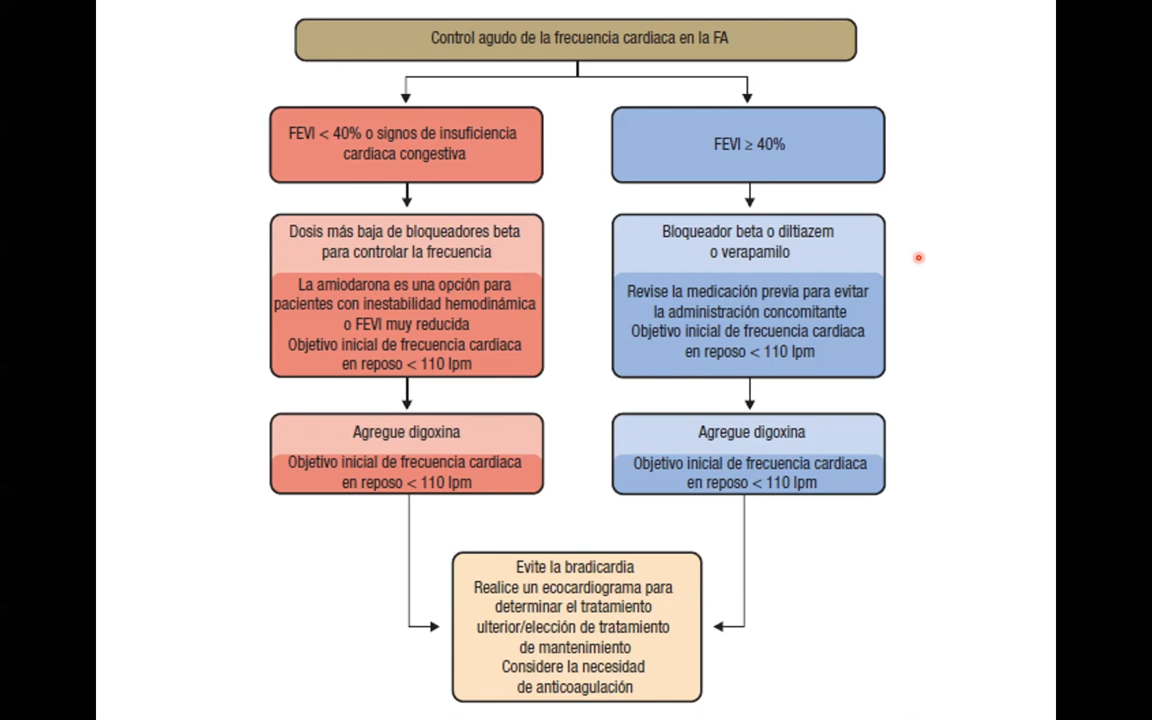 Control agudo de la frecuencia cardiaca en la FA
FEVI < 40% o signos de insuficiencia
cardiaca congestiva
FEVI ≥ 40%
Dosis más baja de bloqueadores beta
para controlar la frecuencia
La amiodarona es una opción para
pacientes con inestabilidad hemodinámica
o FEVI muy reducida
Objetivo inicial de frecuencia cardiaca
en reposo < 110 lpm
Bloqueador beta o diltiazem
o verapamilo
Revise la medicación previa para evitar
la administración concomitante
Objetivo inicial de frecuencia cardiaca
en reposo < 110 lpm
Agregue digoxina
Objetivo inicial de frecuencia cardiaca
en reposo < 110 lpm
Agregue digoxina
Objetivo inicial de frecuencia cardiaca
en reposo < 110 lpm
Evite la bradicardia
Realice un ecocardiograma para
determinar el tratamiento
ulterior/elección de tratamiento
de mantenimiento
Considere la necesidad
de anticoagulación